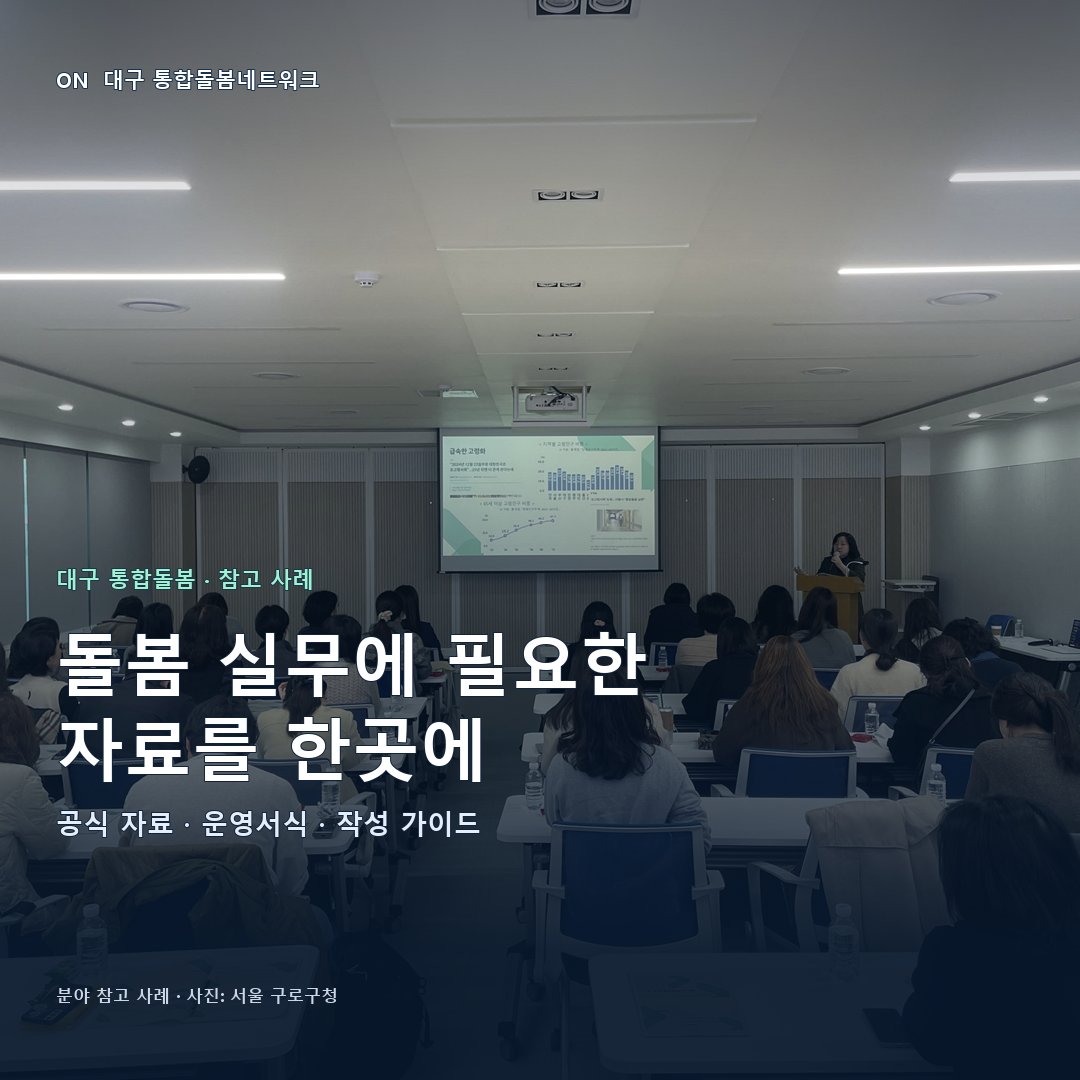 ON 대구 통합돌봄네트워크
급속한 고령화
대구 통합돌봄 · 참고 사례
돌봄 실무에 필요한
자료를 한곳에
공식 자료 · 운영서식 · 작성 가이드
분야 참고 사례 · 사진: 서울 구로구청